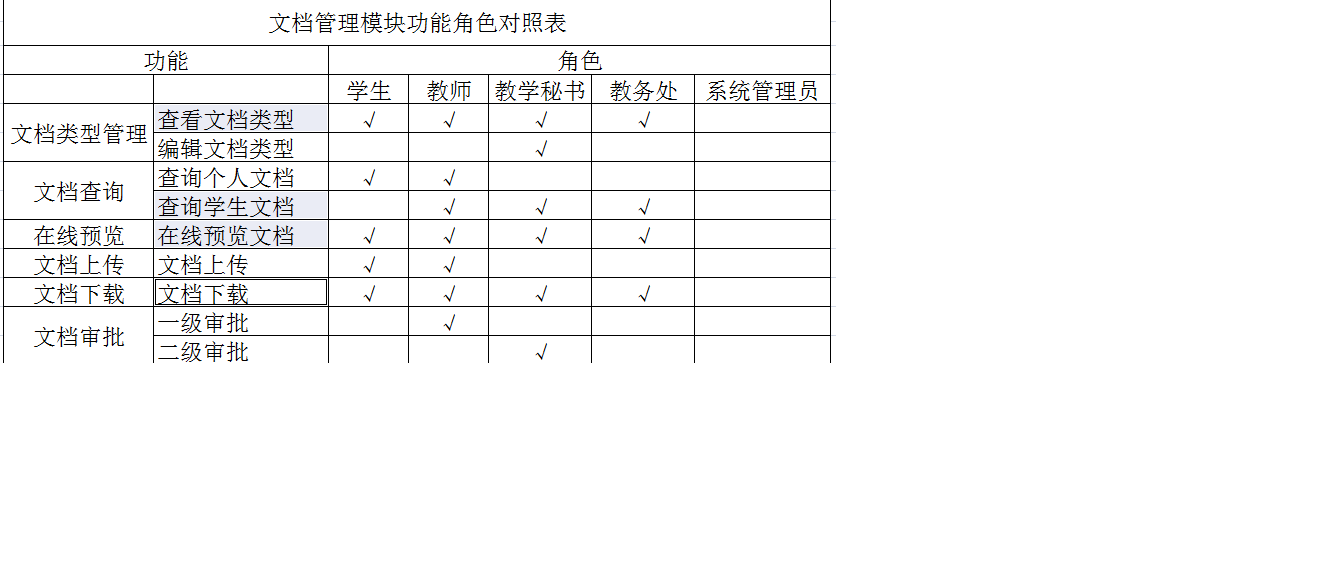 文档管理模块功能角色对照表
功能 角色
学生 教师 教学秘书 教务处 系统管理员
文档类型管理 查看文档类型 √ √ √ √
编辑文档类型 √
文档查询 查询个人文档 √ √
查询学生文档 √ √ √
在线预览 在线预览文档 √ √ √ √
文档上传 文档上传 √ √
文档下载 文档下载 √ √ √ √
文档审批 一级审批 √
二级审批 √